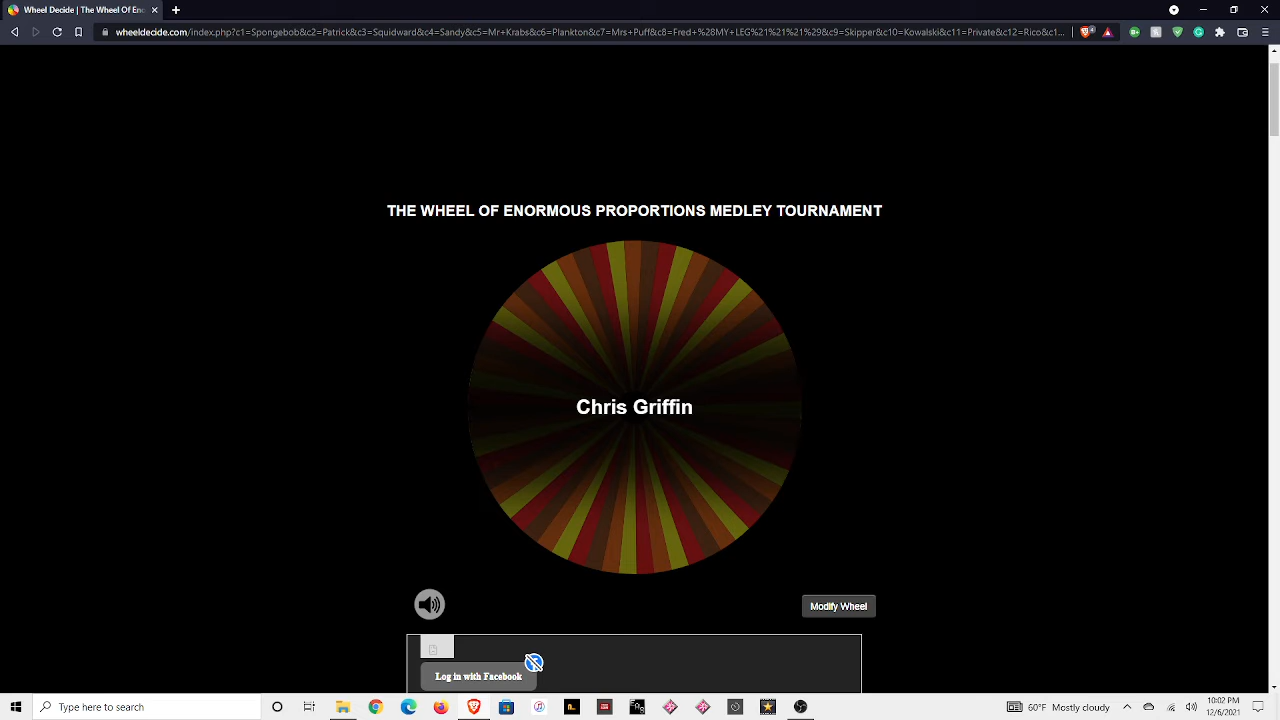 Wheel Decide | The Wheel Of Eno
wheeldecide.com/index.php?c1=Spongebob&c2=Patrick&c3=Squidward&c4=Sandy&c5=Mr+Krabs&c6=Plankton&c7=Mrs+Puff&c8=Fred+%28MY+LEG%21%21%21%29&c9=Skipper&c10=Kowalski&c11=Private&c12=Rico&c1...
THE WHEEL OF ENORMOUS PROPORTIONS MEDLEY TOURNAMENT
Chris Griffin
Modify Wheel
Log in with Facebook
Type here to search
60°F Mostly cloudy
10:02 PM
12/6/2021